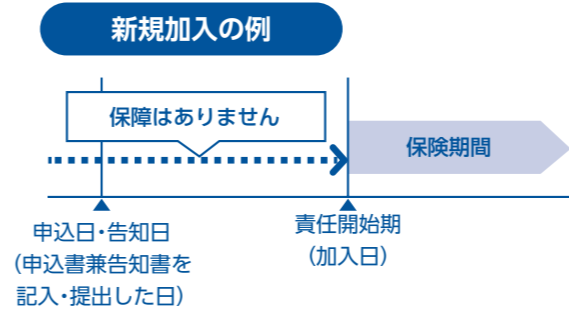 新規加入の例
保障はありません
保険期間
申込日・告知日
(申込書兼告知書を
記入・提出した日)
責任開始期
(加入日)